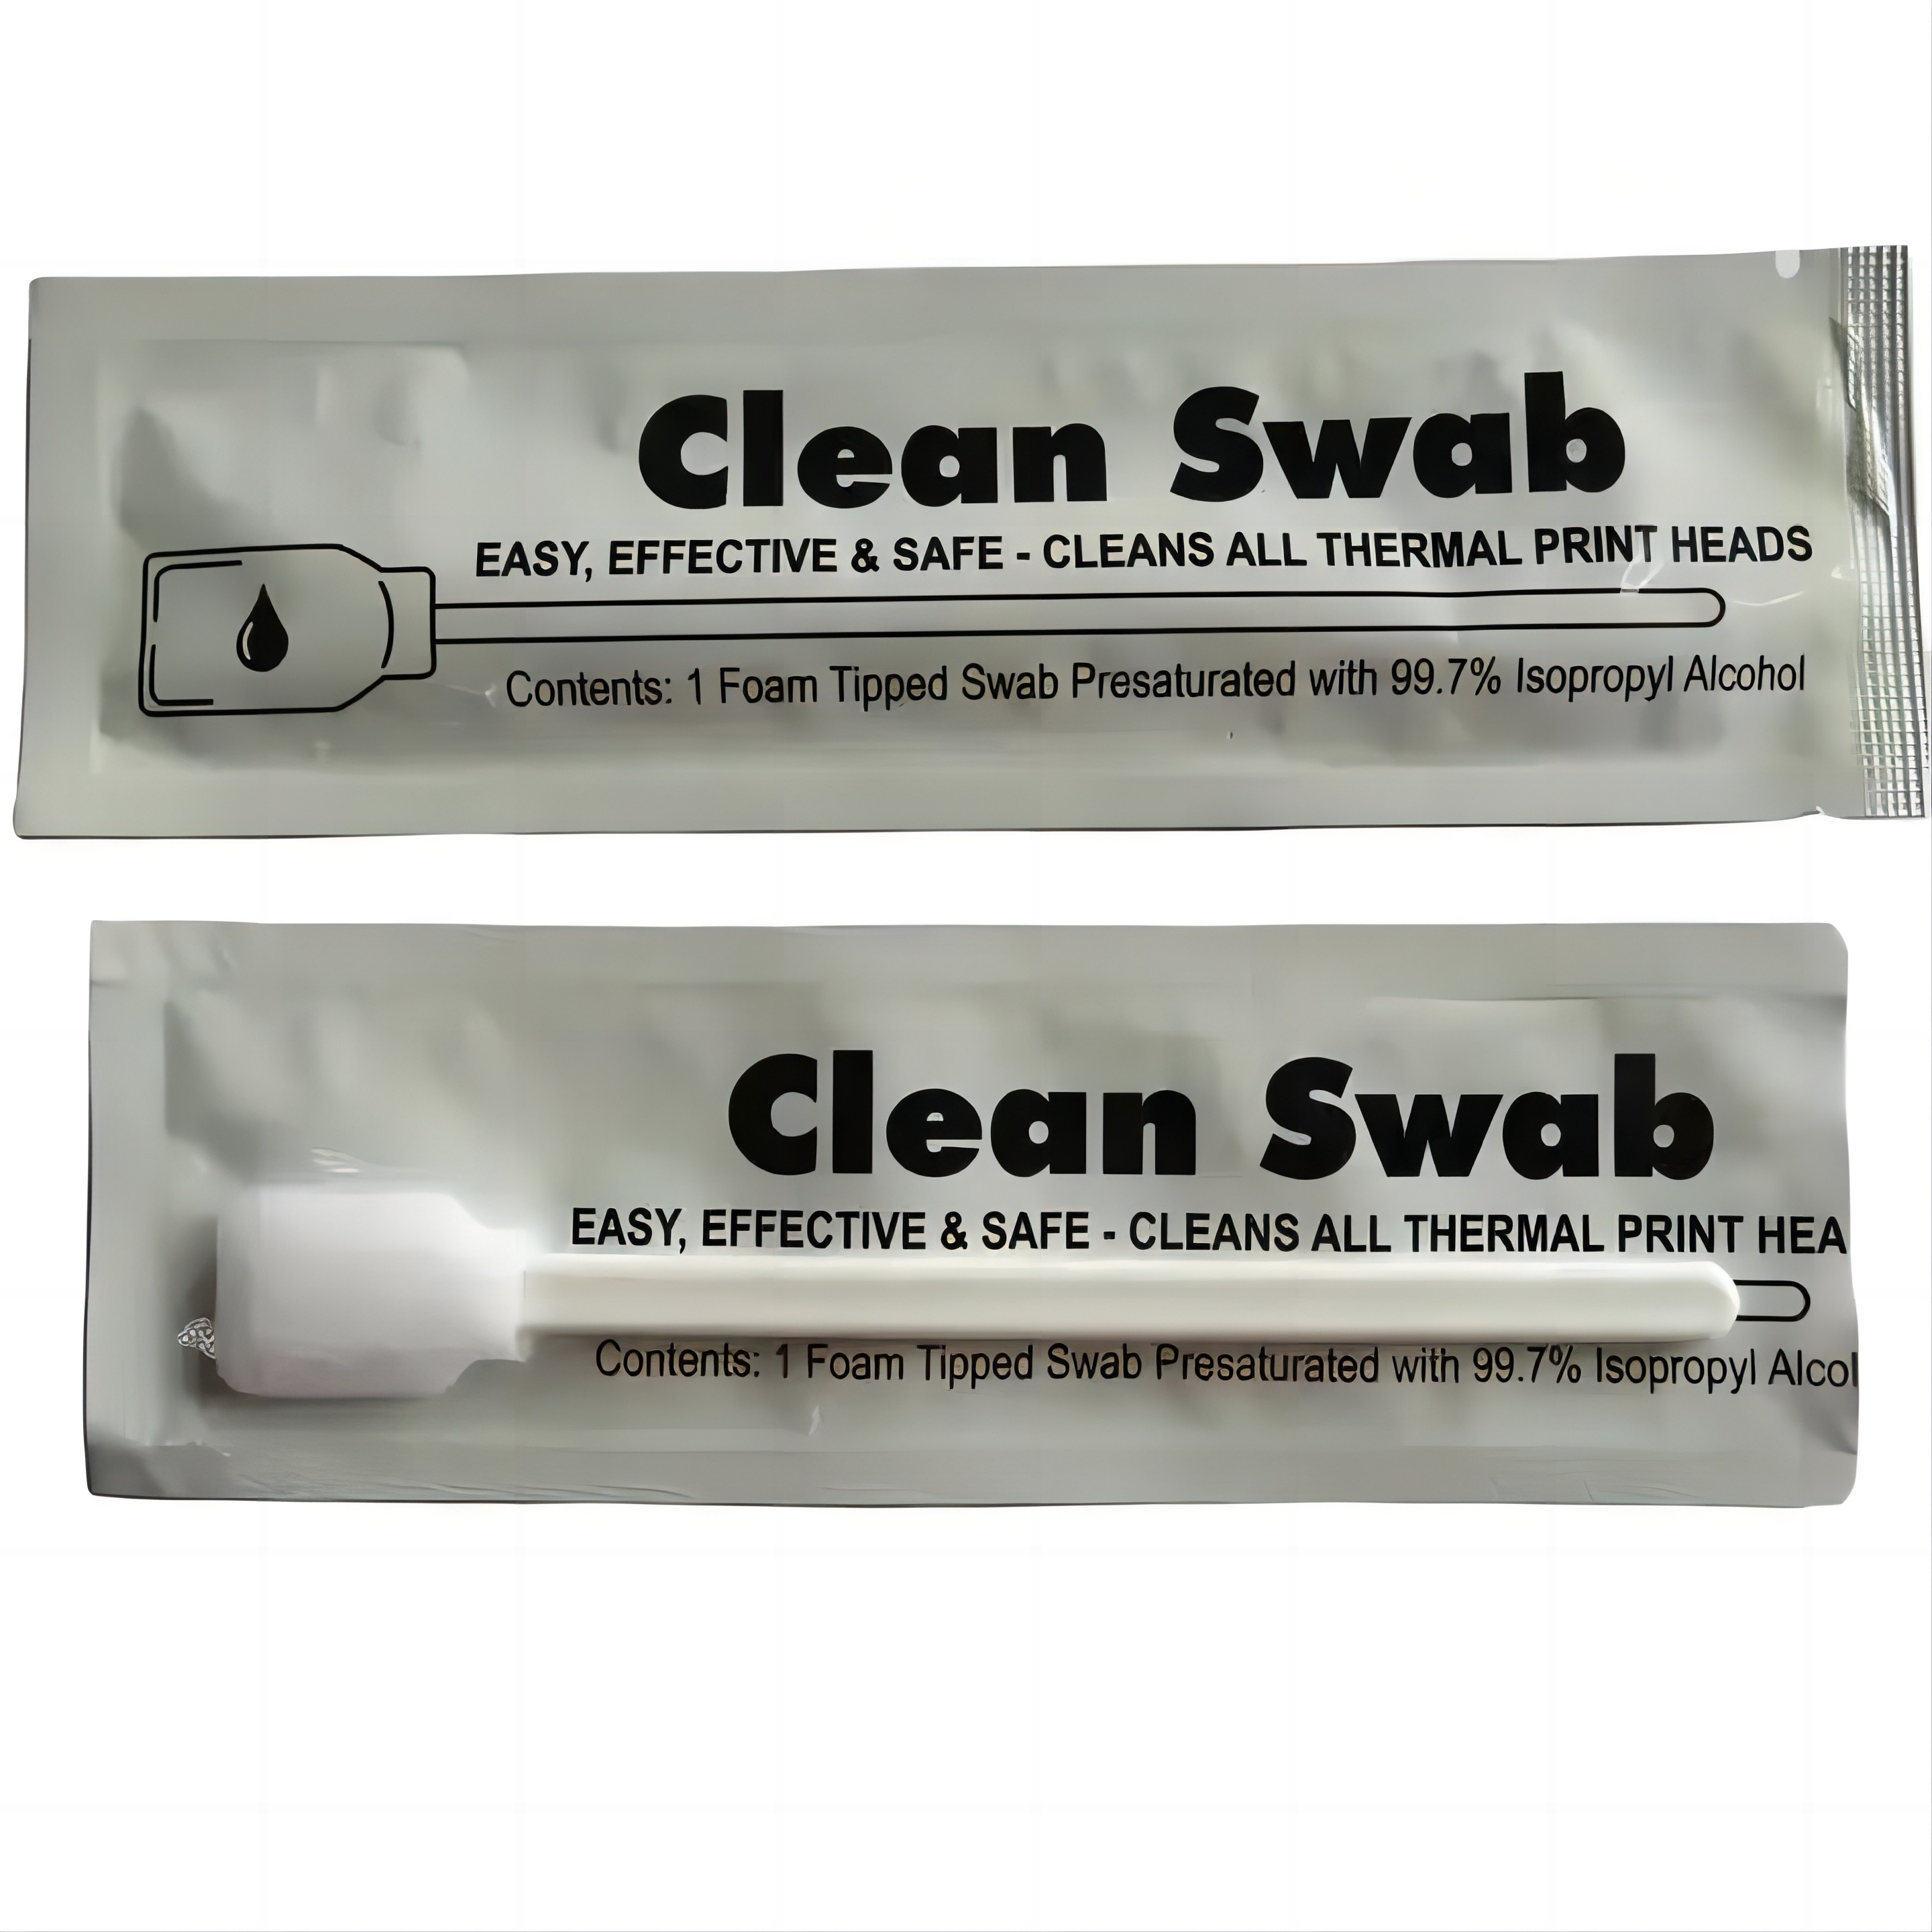 Clean Swab
EASY, EFFECTIVE & SAFE - CLEANS ALL THERMAL PRINT HEADS
Contents: 1 Foam Tipped Swab Presaturated with 99.7% Isopropyl Alcohol
Clean Swab
EASY, EFFECTIVE & SAFE - CLEANS ALL THERMAL PRINT HEA
Contents: 1 Foam Tipped Swab Presaturated with 99.7% Isopropyl Alcol